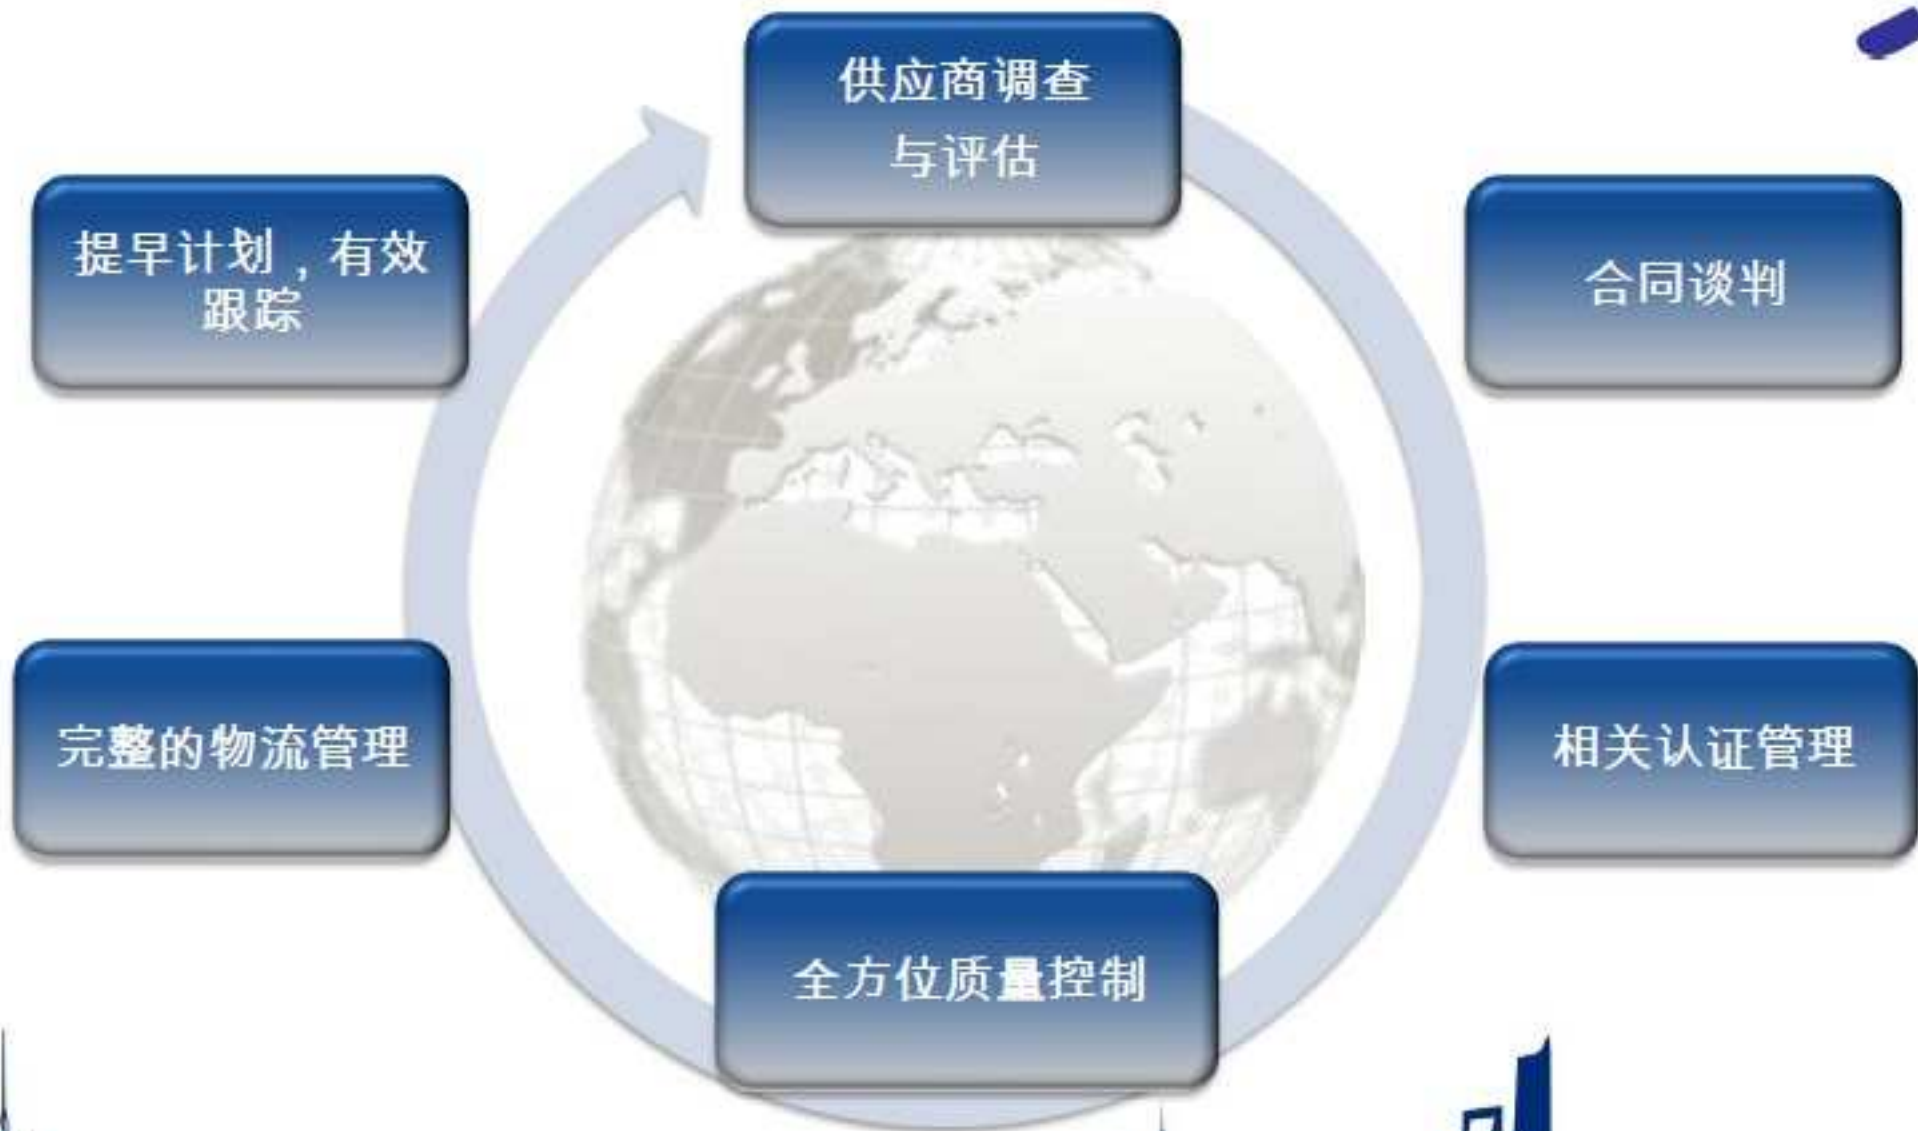 供应商调查
与评估
提早计划，有效
跟踪
合同谈判
完整的物流管理
相关认证管理
全方位质量控制